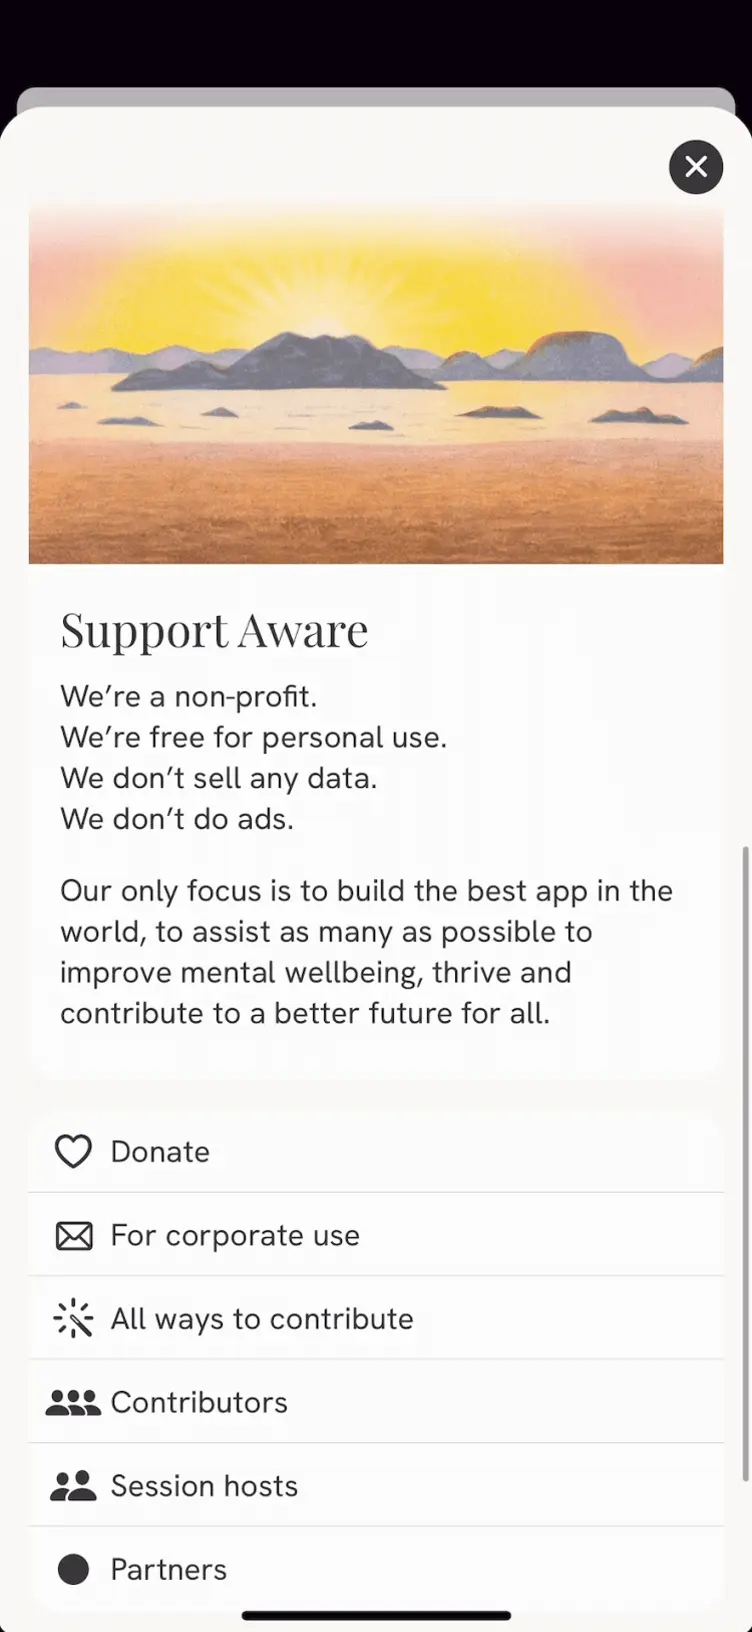 Support Aware
We’re a non-profit.
We’re free for personal use.
We don’t sell any data.
We don’t do ads.
Our only focus is to build the best app in the
world, to assist as many as possible to
improve mental wellbeing, thrive and
contribute to a better future for all.
Donate
For corporate use
All ways to contribute
Contributors
Session hosts
Partners